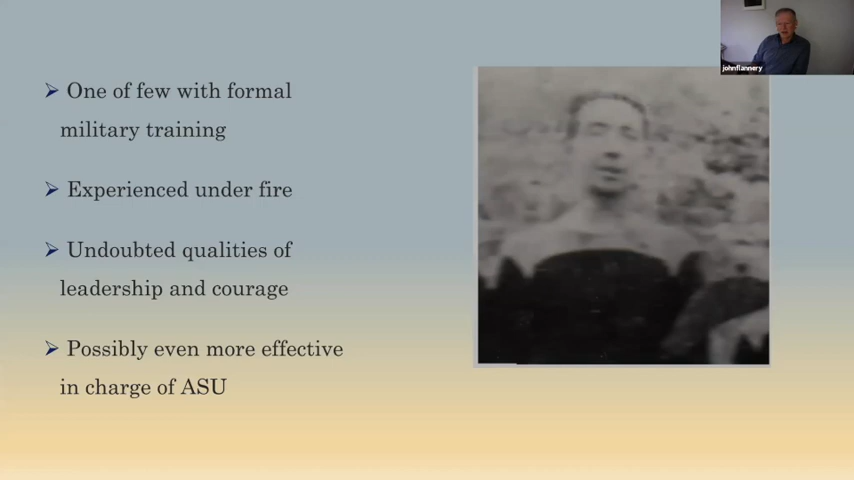 johnflannery
➢ One of few with formal
military training
➢ Experienced under fire
➢ Undoubted qualities of
leadership and courage
➢ Possibly even more effective
in charge of ASU